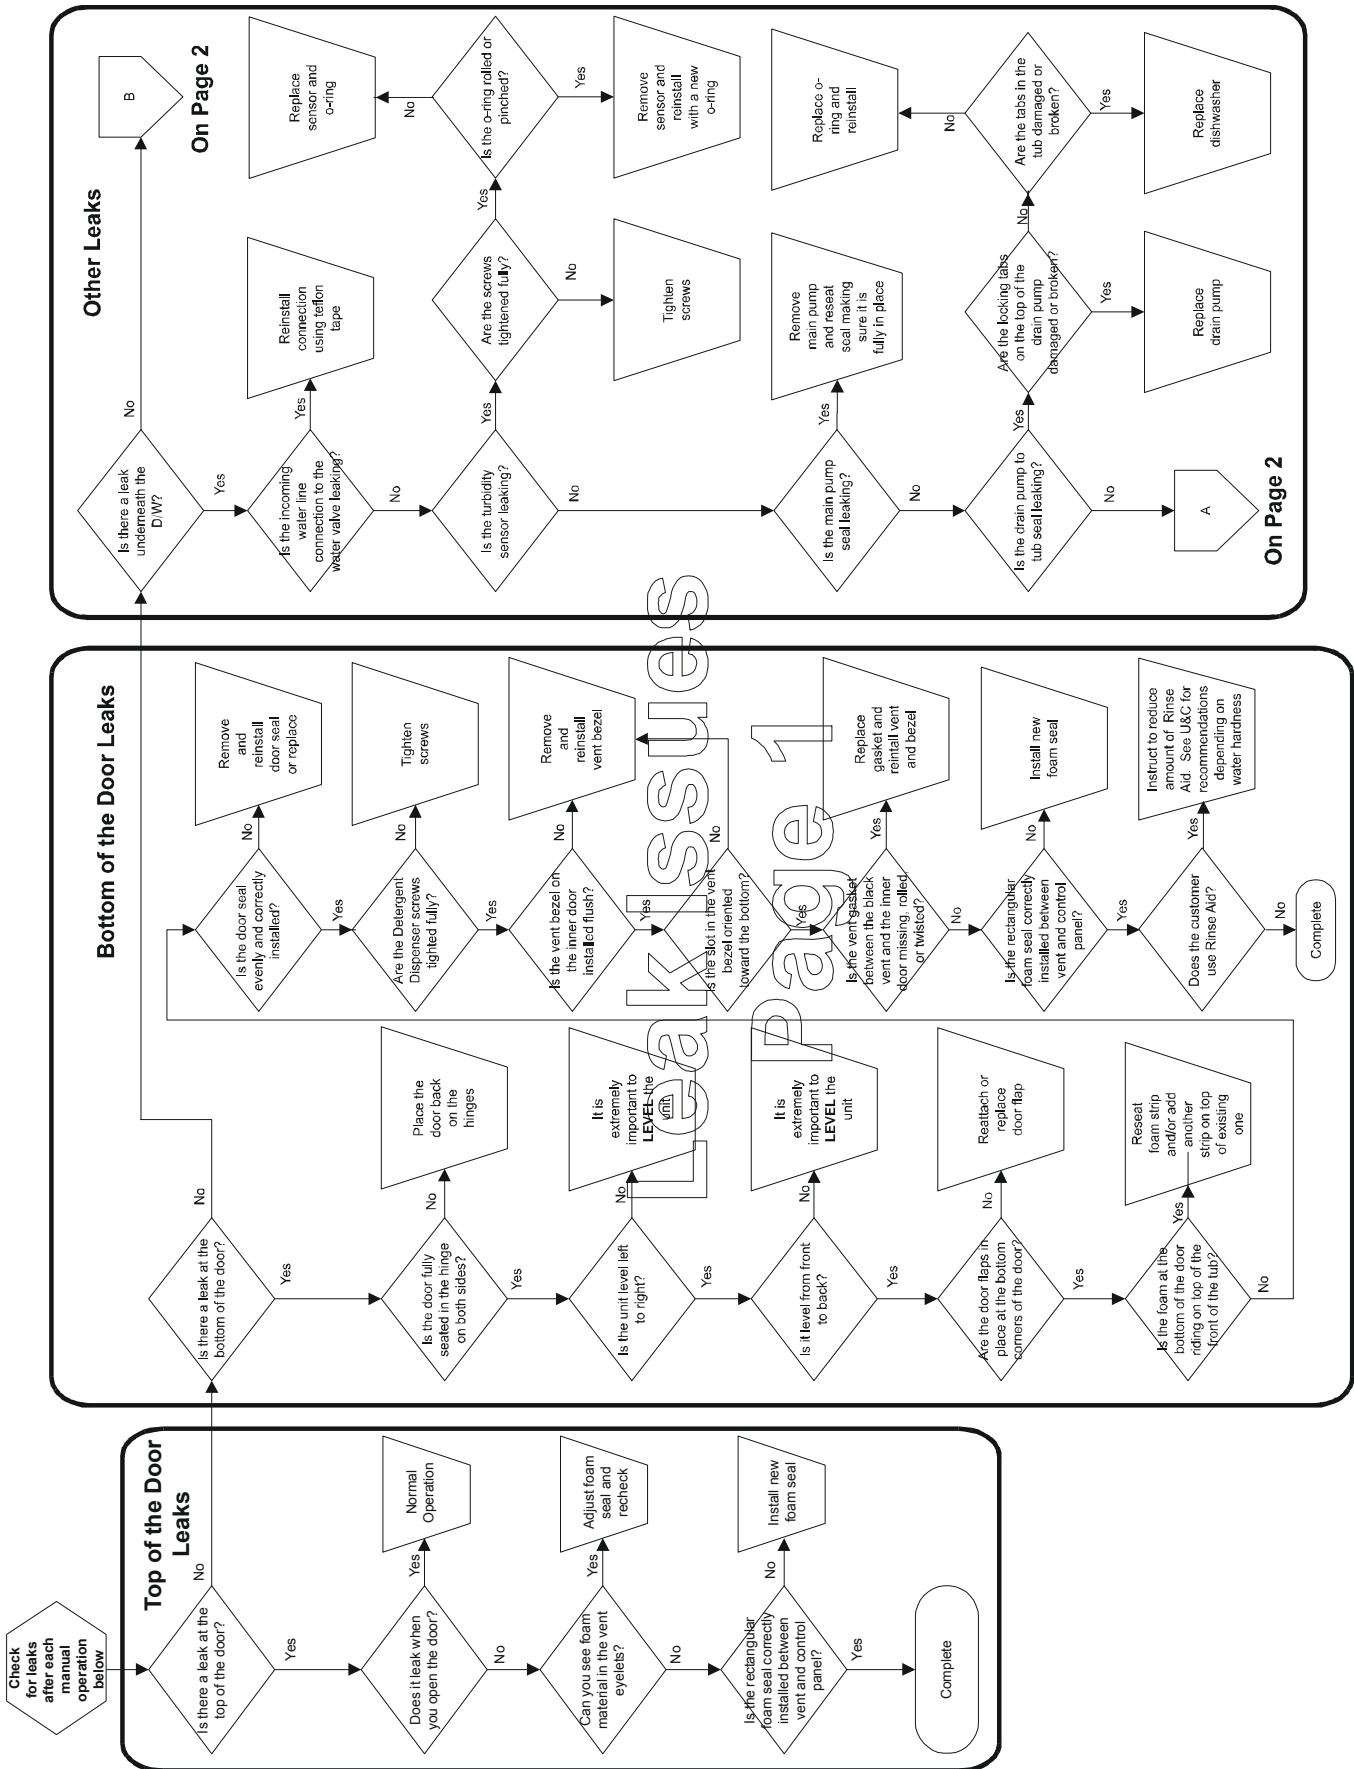 Leak Issues
Page 1
Check
for leaks
after each
manual
operation
below
Top of the Door
Leaks
Is there a leak at the
top of the door?
No
Yes
Does it leak when
you open the door?
Yes
Normal
Operation
No
Can you see foam
material in the vent
eyelets?
Yes
Adjust foam
seal and
recheck
No
Is the rectangular
foam seal correctly
installed between
vent and control
panel?
No
Install new
foam seal
Yes
Complete
Bottom of the Door Leaks
Is there a leak at the
bottom of the door?
No
Yes
Is the door fully
seated in the hinge
on both sides?
No
Place the
door back
on the
hinges
Yes
Is the unit level left
to right?
No
It is
extremely
important to
LEVEL the
unit
Yes
Is it level from front
to back?
No
It is
extremely
important to
LEVEL the
unit
Yes
Are the door flaps in
place at the bottom
corners of the door?
No
Reattach or
replace
door flap
Yes
Is the foam at the
bottom of the door
riding on top of the
front of the tub?
Yes
Reseat
foam strip
and/or add
another
strip on top
of existing
one
No
Is the door seal
evenly and correctly
installed?
No
Remove
and
reinstall
door seal
or replace
Yes
Are the Detergent
Dispenser screws
tighted fully?
No
Tighten
screws
Yes
Is the vent bezel on
the inner door
installed flush?
No
Remove
and
reinstall
vent bezel
Yes
Is the slot in the vent
bezel oriented
toward the bottom?
No
Yes
Is the vent gasket
between the black
vent and the inner
door missing, rolled,
or twisted?
Yes
Replace
gasket and
reintall vent
and bezel
No
Is the rectangular
foam seal correctly
installed between
vent and control
panel?
No
Install new
foam seal
Yes
Does the customer
use Rinse Aid?
Yes
Instruct to reduce
amount of Rinse
Aid. See U&C for
recommendations
depending on
water hardness
No
Complete
Other Leaks
Is there a leak
underneath the
D/W?
No
B
On Page 2
Yes
Is the incoming
water line
connection to the
water valve leaking?
Yes
Reinstall
connection
using teflon
tape
No
Is the turbidity
sensor leaking?
Yes
Are the screws
tightened fully?
Yes
Is the o-ring rolled or
pinched?
No
Replace
sensor and
o-ring
Yes
Remove
sensor and
reinstall
with a new
o-ring
No
Tighten
screws
No
Is the main pump
seal leaking?
Yes
Remove
main pump
and reseat
seal making
sure it is
fully in place
No
Is the drain pump to
tub seal leaking?
Yes
Are the locking tabs
on the top of the
drain pump
damaged or broken?
No
Are the tabs in the
tub damaged or
broken?
No
Replace o-
ring and
reinstall
Yes
Replace
dishwasher
Yes
Replace
drain pump
No
A
On Page 2